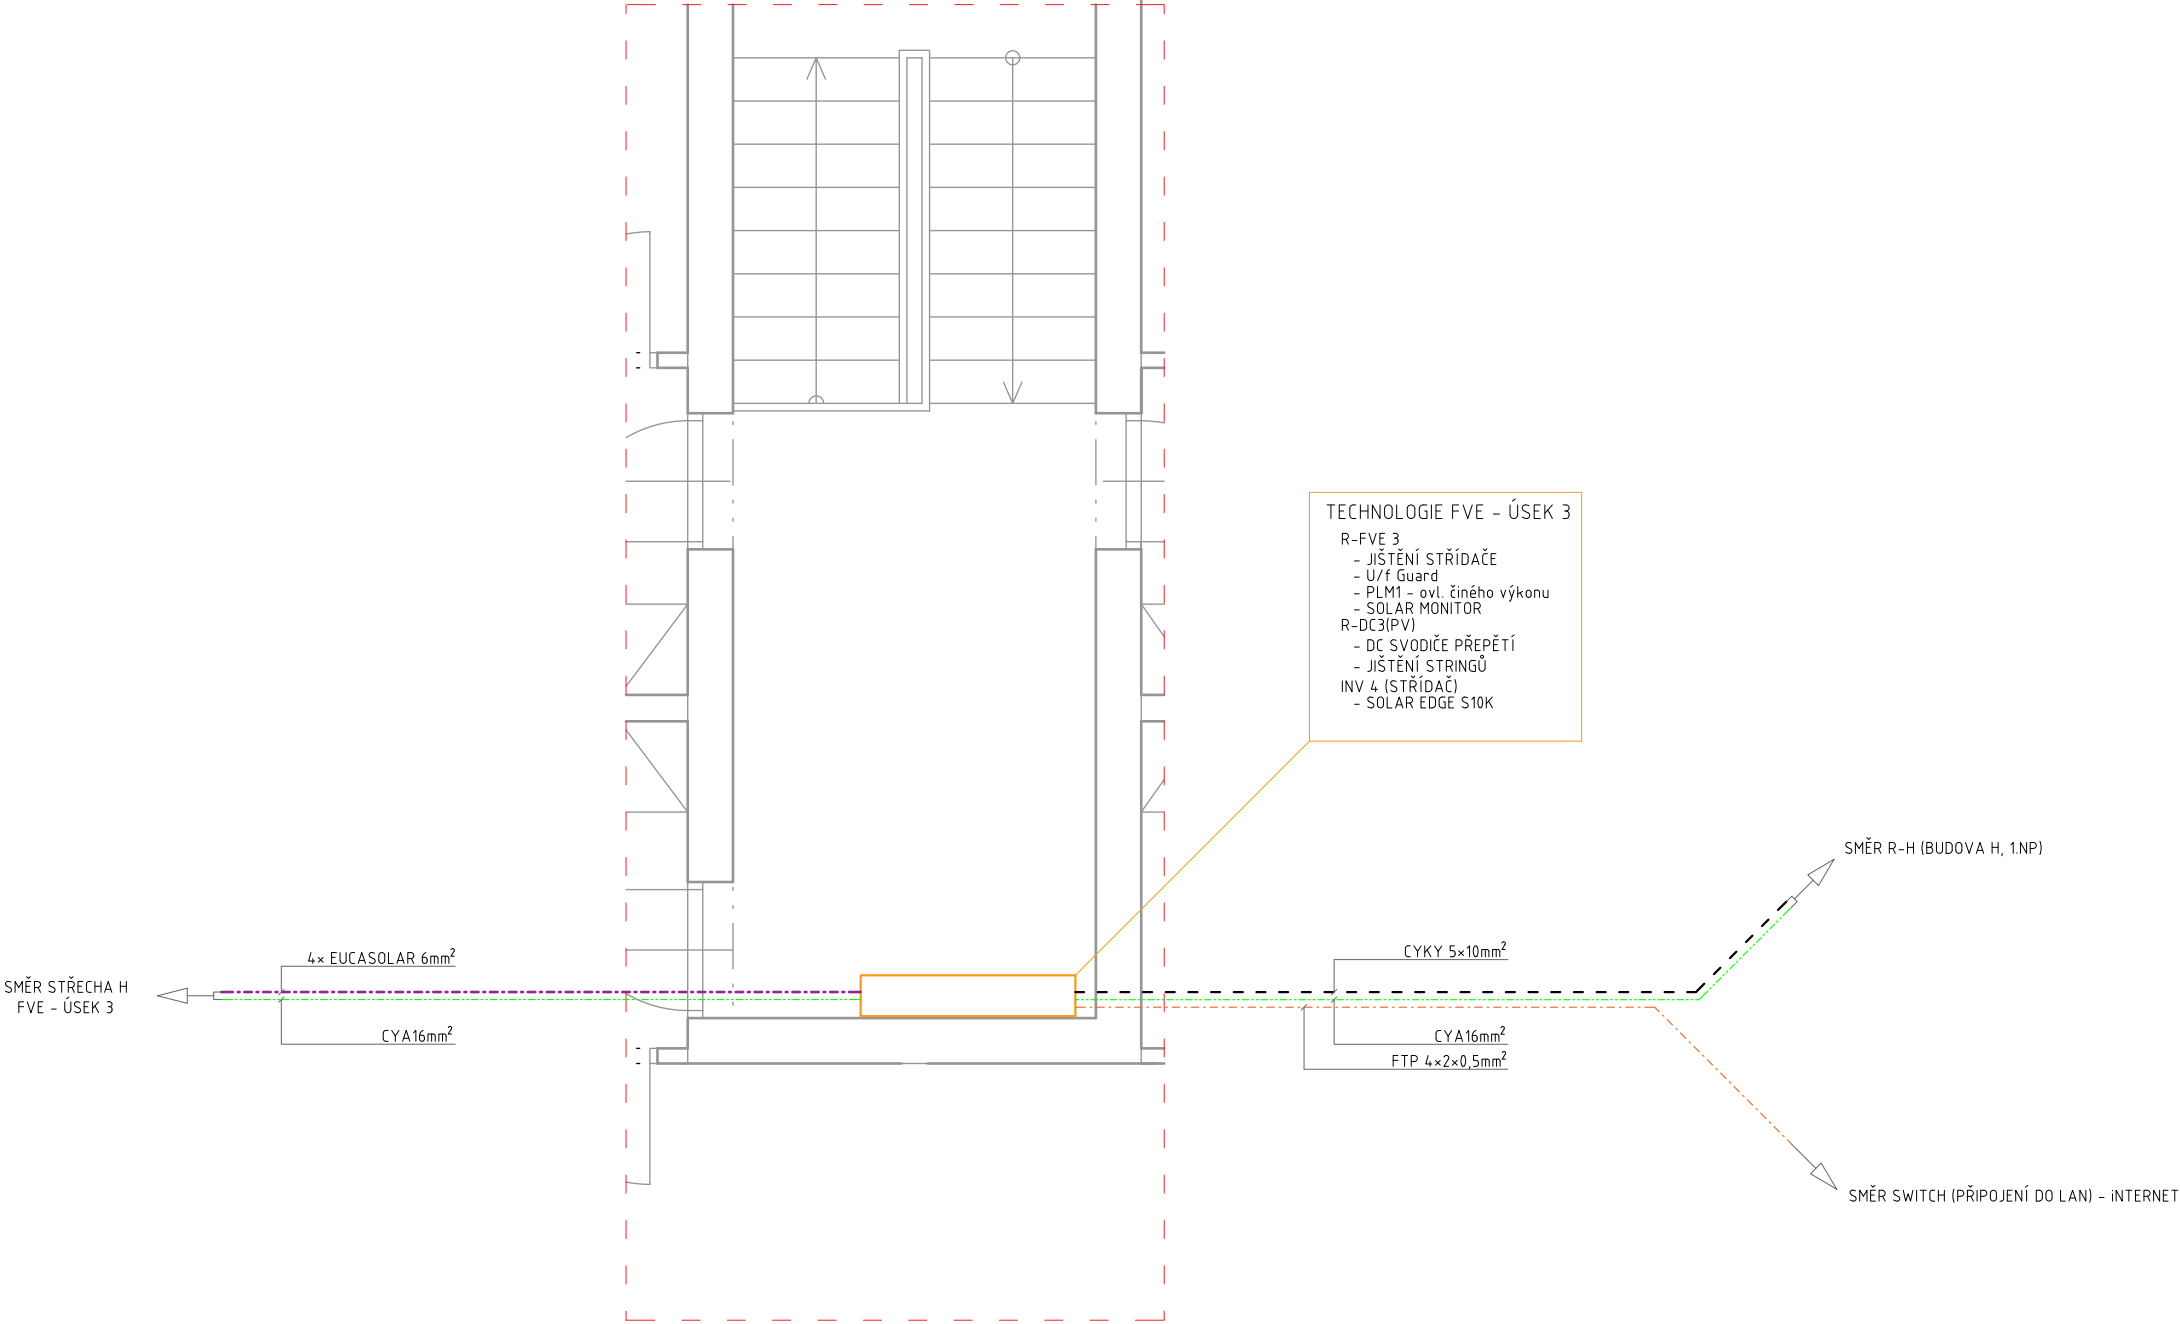 TECHNOLOGIE FVE - ÚSEK 3
R-FVE 3
- JIŠTĚNÍ STŘÍDAČE
- U/f Guard
- PLM1 - ovl. činého výkonu
- SOLAR MONITOR
R-DC3(PV)
- DC SVODIČE PŘEPĚTÍ
- JIŠTĚNÍ STRINGŮ
INV 4 (STŘÍDAČ)
- SOLAR EDGE S10K
SMĚR R-H (BUDOVA H, 1.NP)
4× EUCASOLAR 6mm²
CYKY 5×10mm²
SMĚR STŘECHA H
FVE - ÚSEK 3
CYA16mm²
CYA16mm²
FTP 4×2×0,5mm²
SMĚR SWITCH (PŘIPOJENÍ DO LAN) - iNTERNET